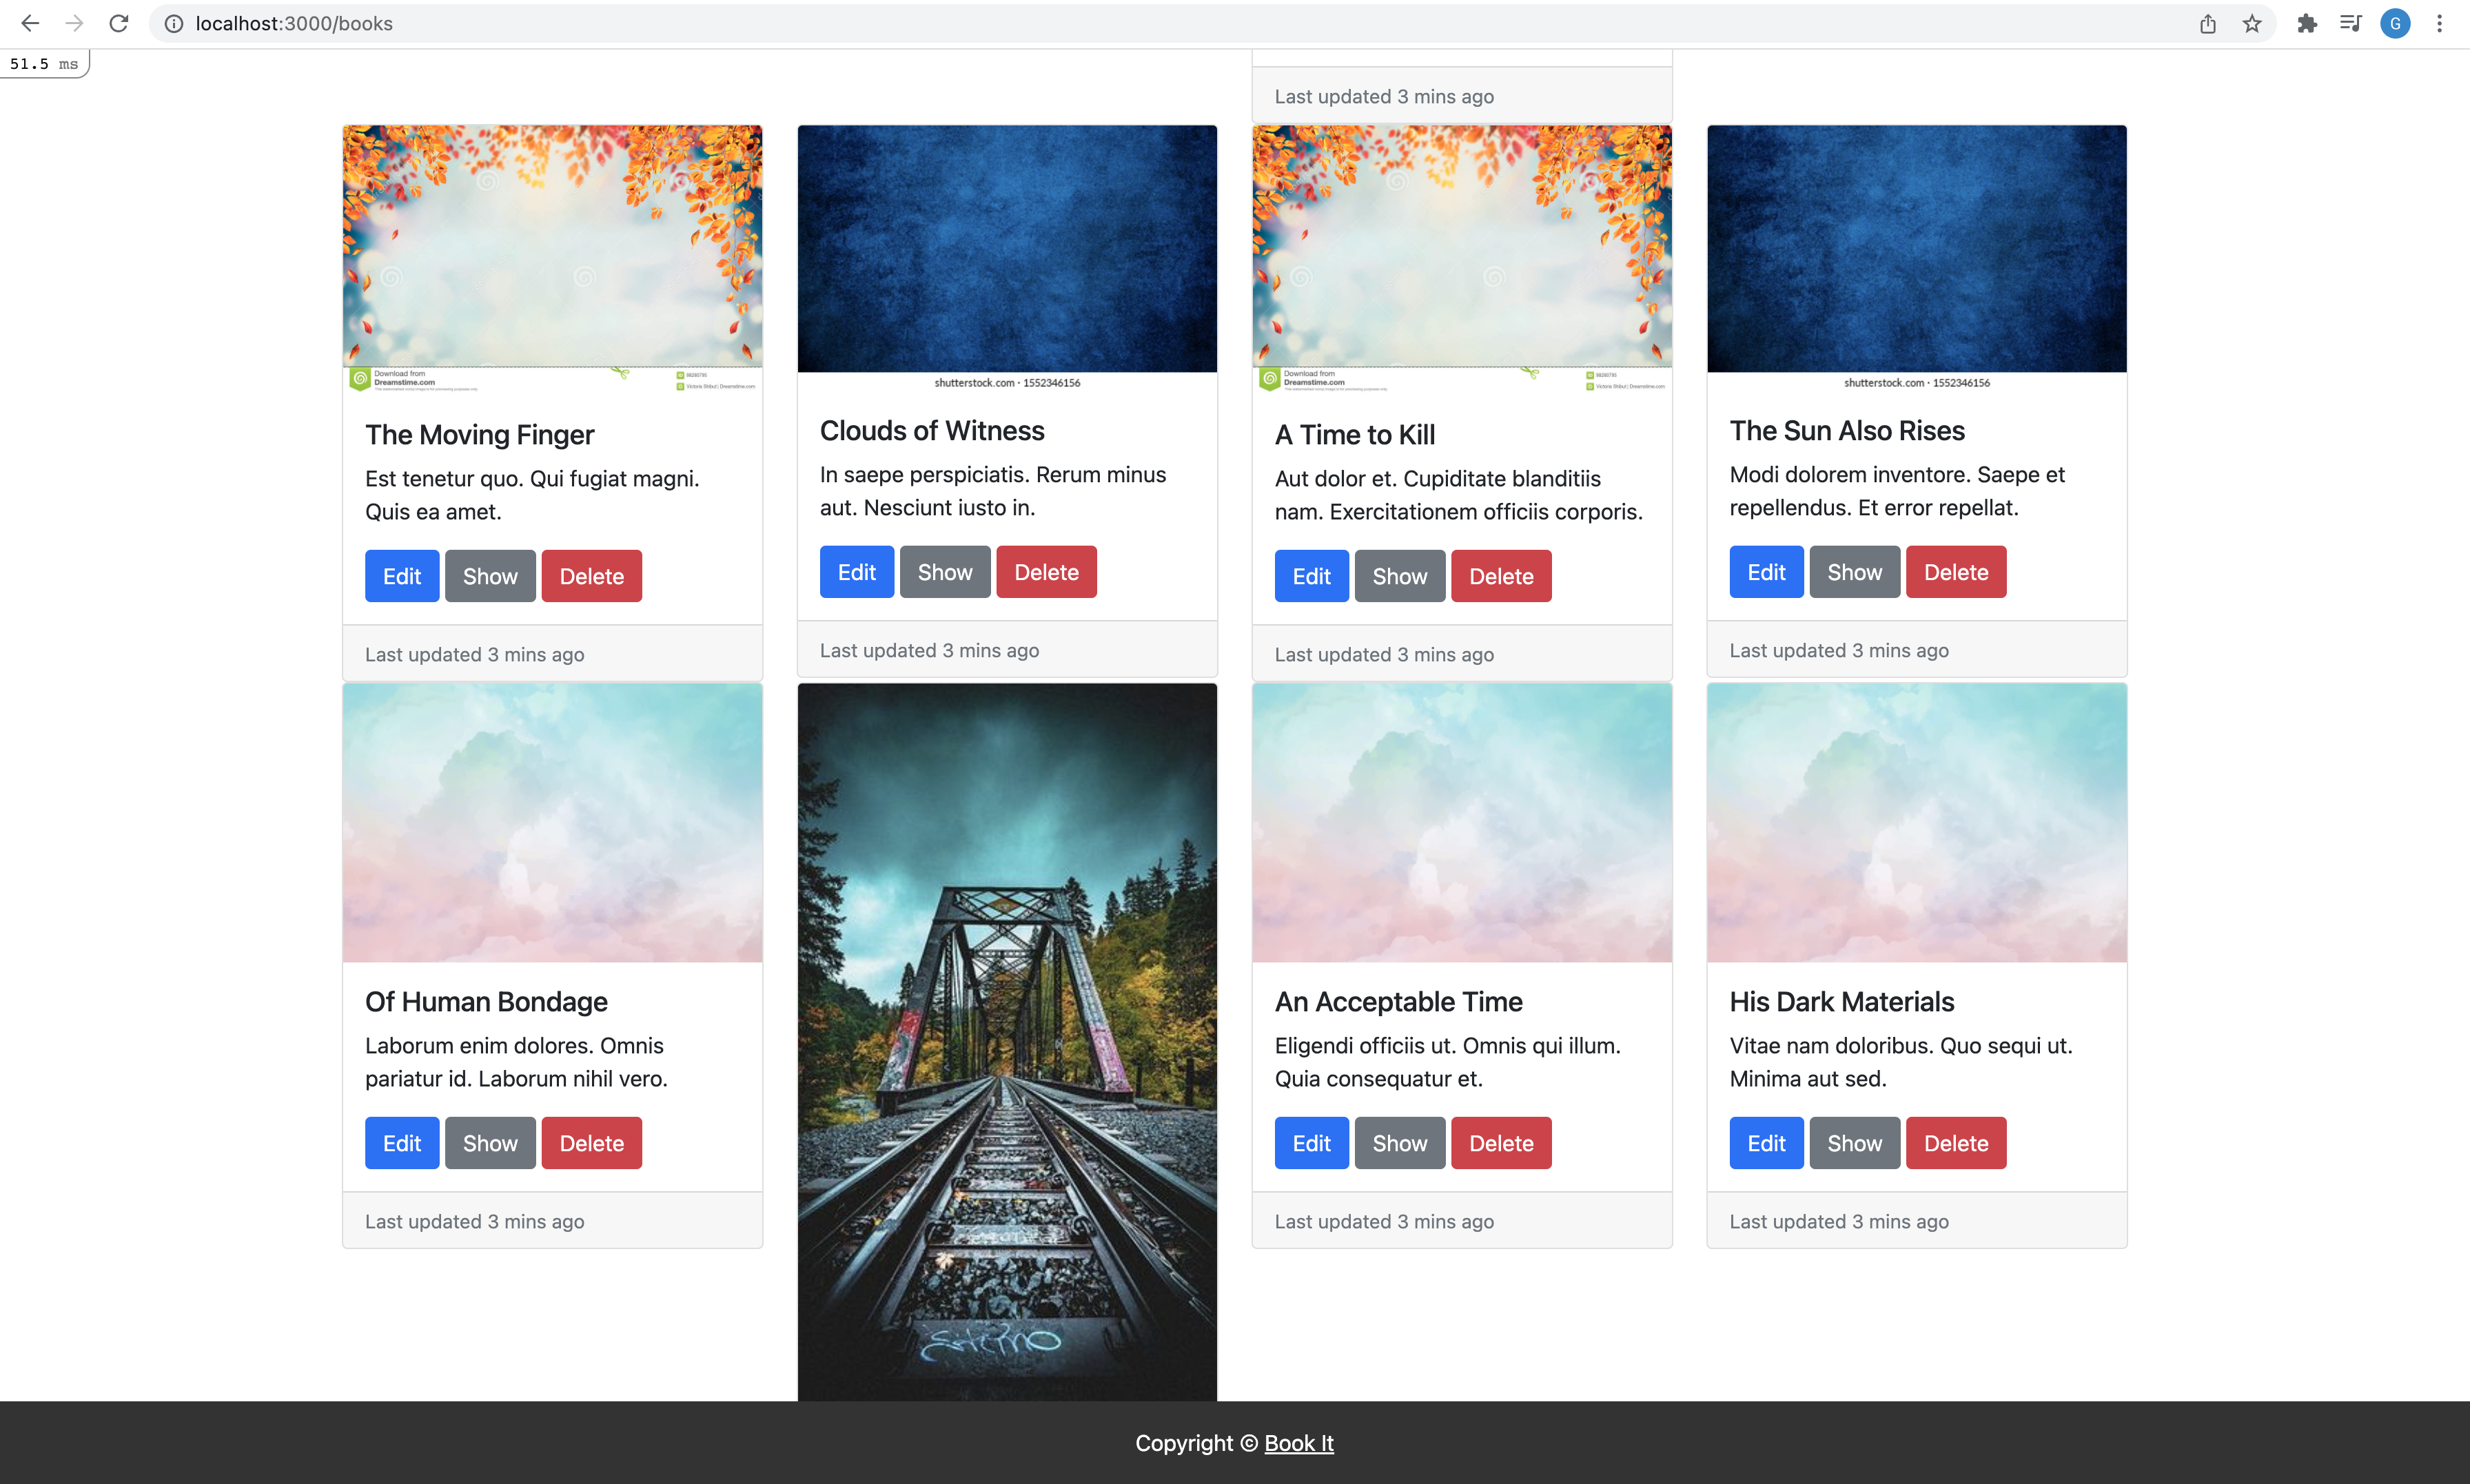 localhost:3000/books
G
51.5 ms
Last updated 3 mins ago
Download from
Dreamstime.com
shutterstock.com · 1552346156
Download from
Dreamstime.com
shutterstock.com · 1552346156
The Moving Finger
Est tenetur quo. Qui fugiat magni.
Quis ea amet.
Edit Show Delete
Last updated 3 mins ago
Clouds of Witness
In saepe perspiciatis. Rerum minus
aut. Nesciunt iusto in.
Edit Show Delete
Last updated 3 mins ago
A Time to Kill
Aut dolor et. Cupiditate blanditiis
nam. Exercitationem officiis corporis.
Edit Show Delete
Last updated 3 mins ago
The Sun Also Rises
Modi dolorem inventore. Saepe et
repellendus. Et error repellat.
Edit Show Delete
Last updated 3 mins ago
Of Human Bondage
Laborum enim dolores. Omnis
pariatur id. Laborum nihil vero.
Edit Show Delete
Last updated 3 mins ago
An Acceptable Time
Eligendi officiis ut. Omnis qui illum.
Quia consequatur et.
Edit Show Delete
Last updated 3 mins ago
His Dark Materials
Vitae nam doloribus. Quo sequi ut.
Minima aut sed.
Edit Show Delete
Last updated 3 mins ago
Copyright © Book It